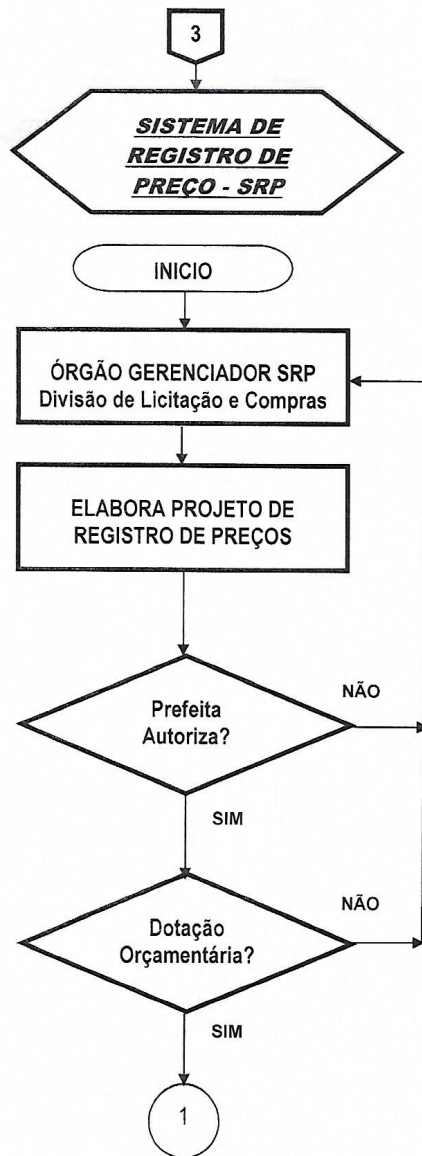 3
SISTEMA DE
REGISTRO DE
PREÇO - SRP
INICIO
ÓRGÃO GERENCIADOR SRP
Divisão de Licitação e Compras
ELABORA PROJETO DE
REGISTRO DE PREÇOS
Prefeita
Autoriza?
NÃO
SIM
Dotação
Orçamentária?
NÃO
SIM
1